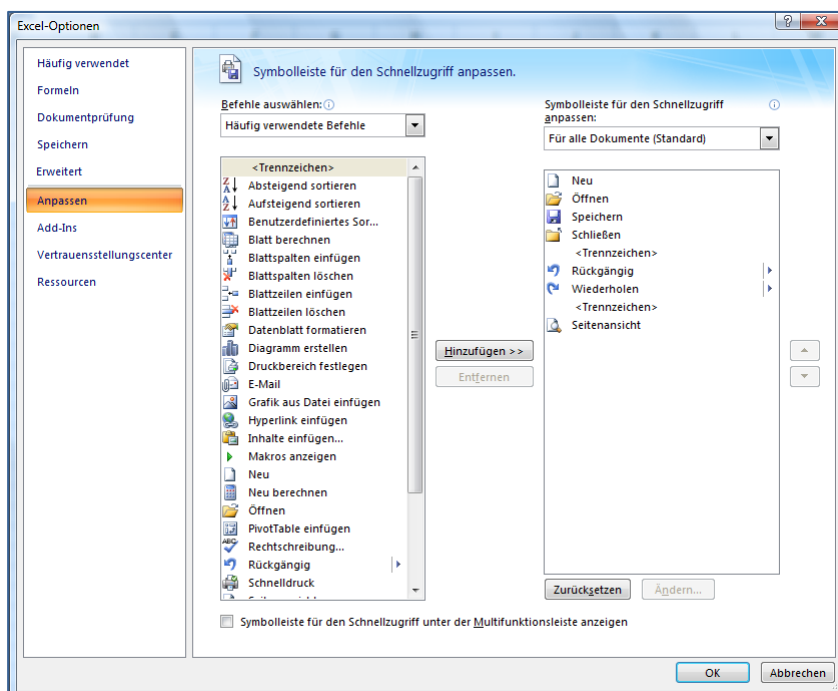 Excel-Optionen
Häufig verwendet
Formeln
Dokumentprüfung
Speichern
Erweitert
Anpassen
Add-Ins
Vertrauensstellungscenter
Ressourcen
Symbolleiste für den Schnellzugriff anpassen.
Befehle auswählen:
Häufig verwendete Befehle
<Trennzeichen>
Absteigend sortieren
Aufsteigend sortieren
Benutzerdefiniertes Sor...
Blatt berechnen
Blattspalten einfügen
Blattspalten löschen
Blattzeilen einfügen
Blattzeilen löschen
Datenblatt formatieren
Diagramm erstellen
Druckbereich festlegen
E-Mail
Grafik aus Datei einfügen
Hyperlink einfügen
Inhalte einfügen...
Makros anzeigen
Neu
Neu berechnen
Öffnen
PivotTable einfügen
Rechtschreibung...
Rückgängig
Schnelldruck
Hinzufügen >>
Entfernen
Symbolleiste für den Schnellzugriff
anpassen:
Für alle Dokumente (Standard)
Neu
Öffnen
Speichern
Schließen
<Trennzeichen>
Rückgängig
Wiederholen
<Trennzeichen>
Seitenansicht
Zurücksetzen
Ändern...
Symbolleiste für den Schnellzugriff unter der Multifunktionsleiste anzeigen
OK
Abbrechen